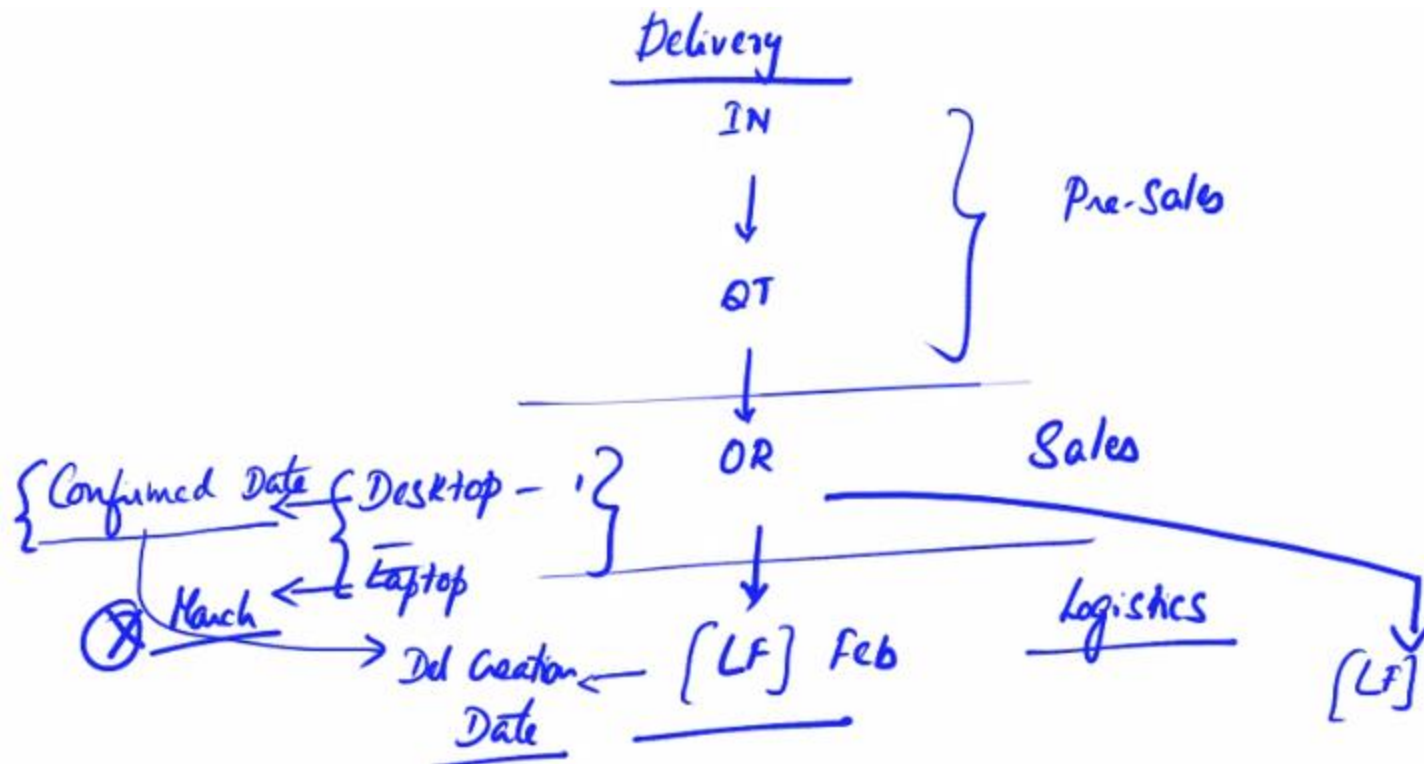 Delivery
IN
Pre-Sales
QT
OR
Sales
Confirmed Date
Desktop - '
Laptop
March
Logistics
Del Creation
Date
[LF] Feb
[LF]